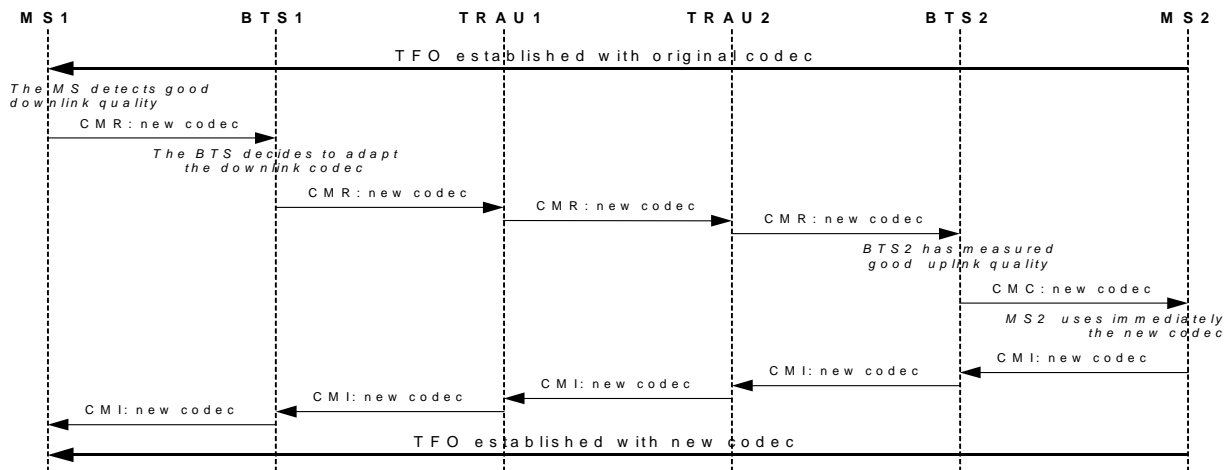 MS1 BTS1 TRAU1 TRAU2 BTS2 MS2
TFO established with original codec
The MS detects good
downlink quality
CMR: new codec
The BTS decides to adapt
the downlink codec
CMR: new codec
CMR: new codec
CMR: new codec
BTS2 has measured
good uplink quality
CMC: new codec
MS2 uses immediately
the new codec
CMI: new codec
CMI: new codec
CMI: new codec
CMI: new codec
CMI: new codec
TFO established with new codec